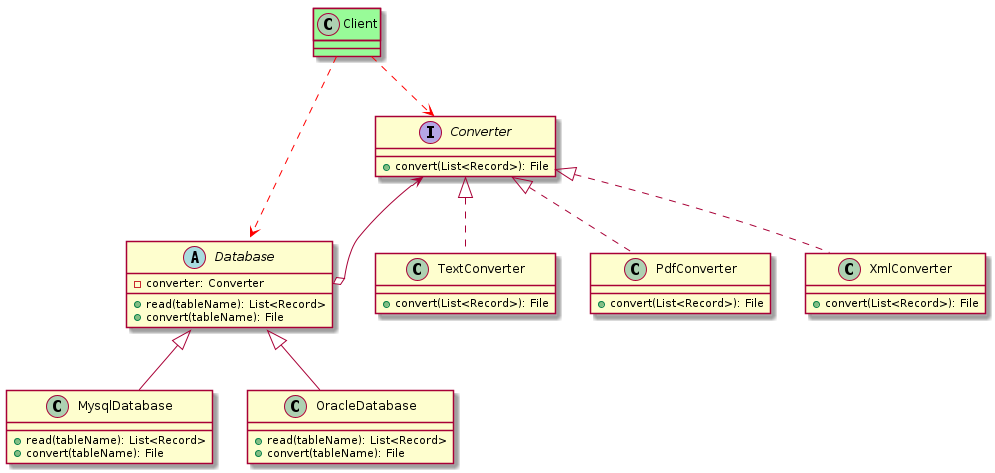 C Client
I Converter
convert(List<Record>): File
A Database
converter: Converter
read(tableName): List<Record>
convert(tableName): File
C TextConverter
convert(List<Record>): File
C PdfConverter
convert(List<Record>): File
C XmlConverter
convert(List<Record>): File
C MysqlDatabase
read(tableName): List<Record>
convert(tableName): File
C OracleDatabase
read(tableName): List<Record>
convert(tableName): File